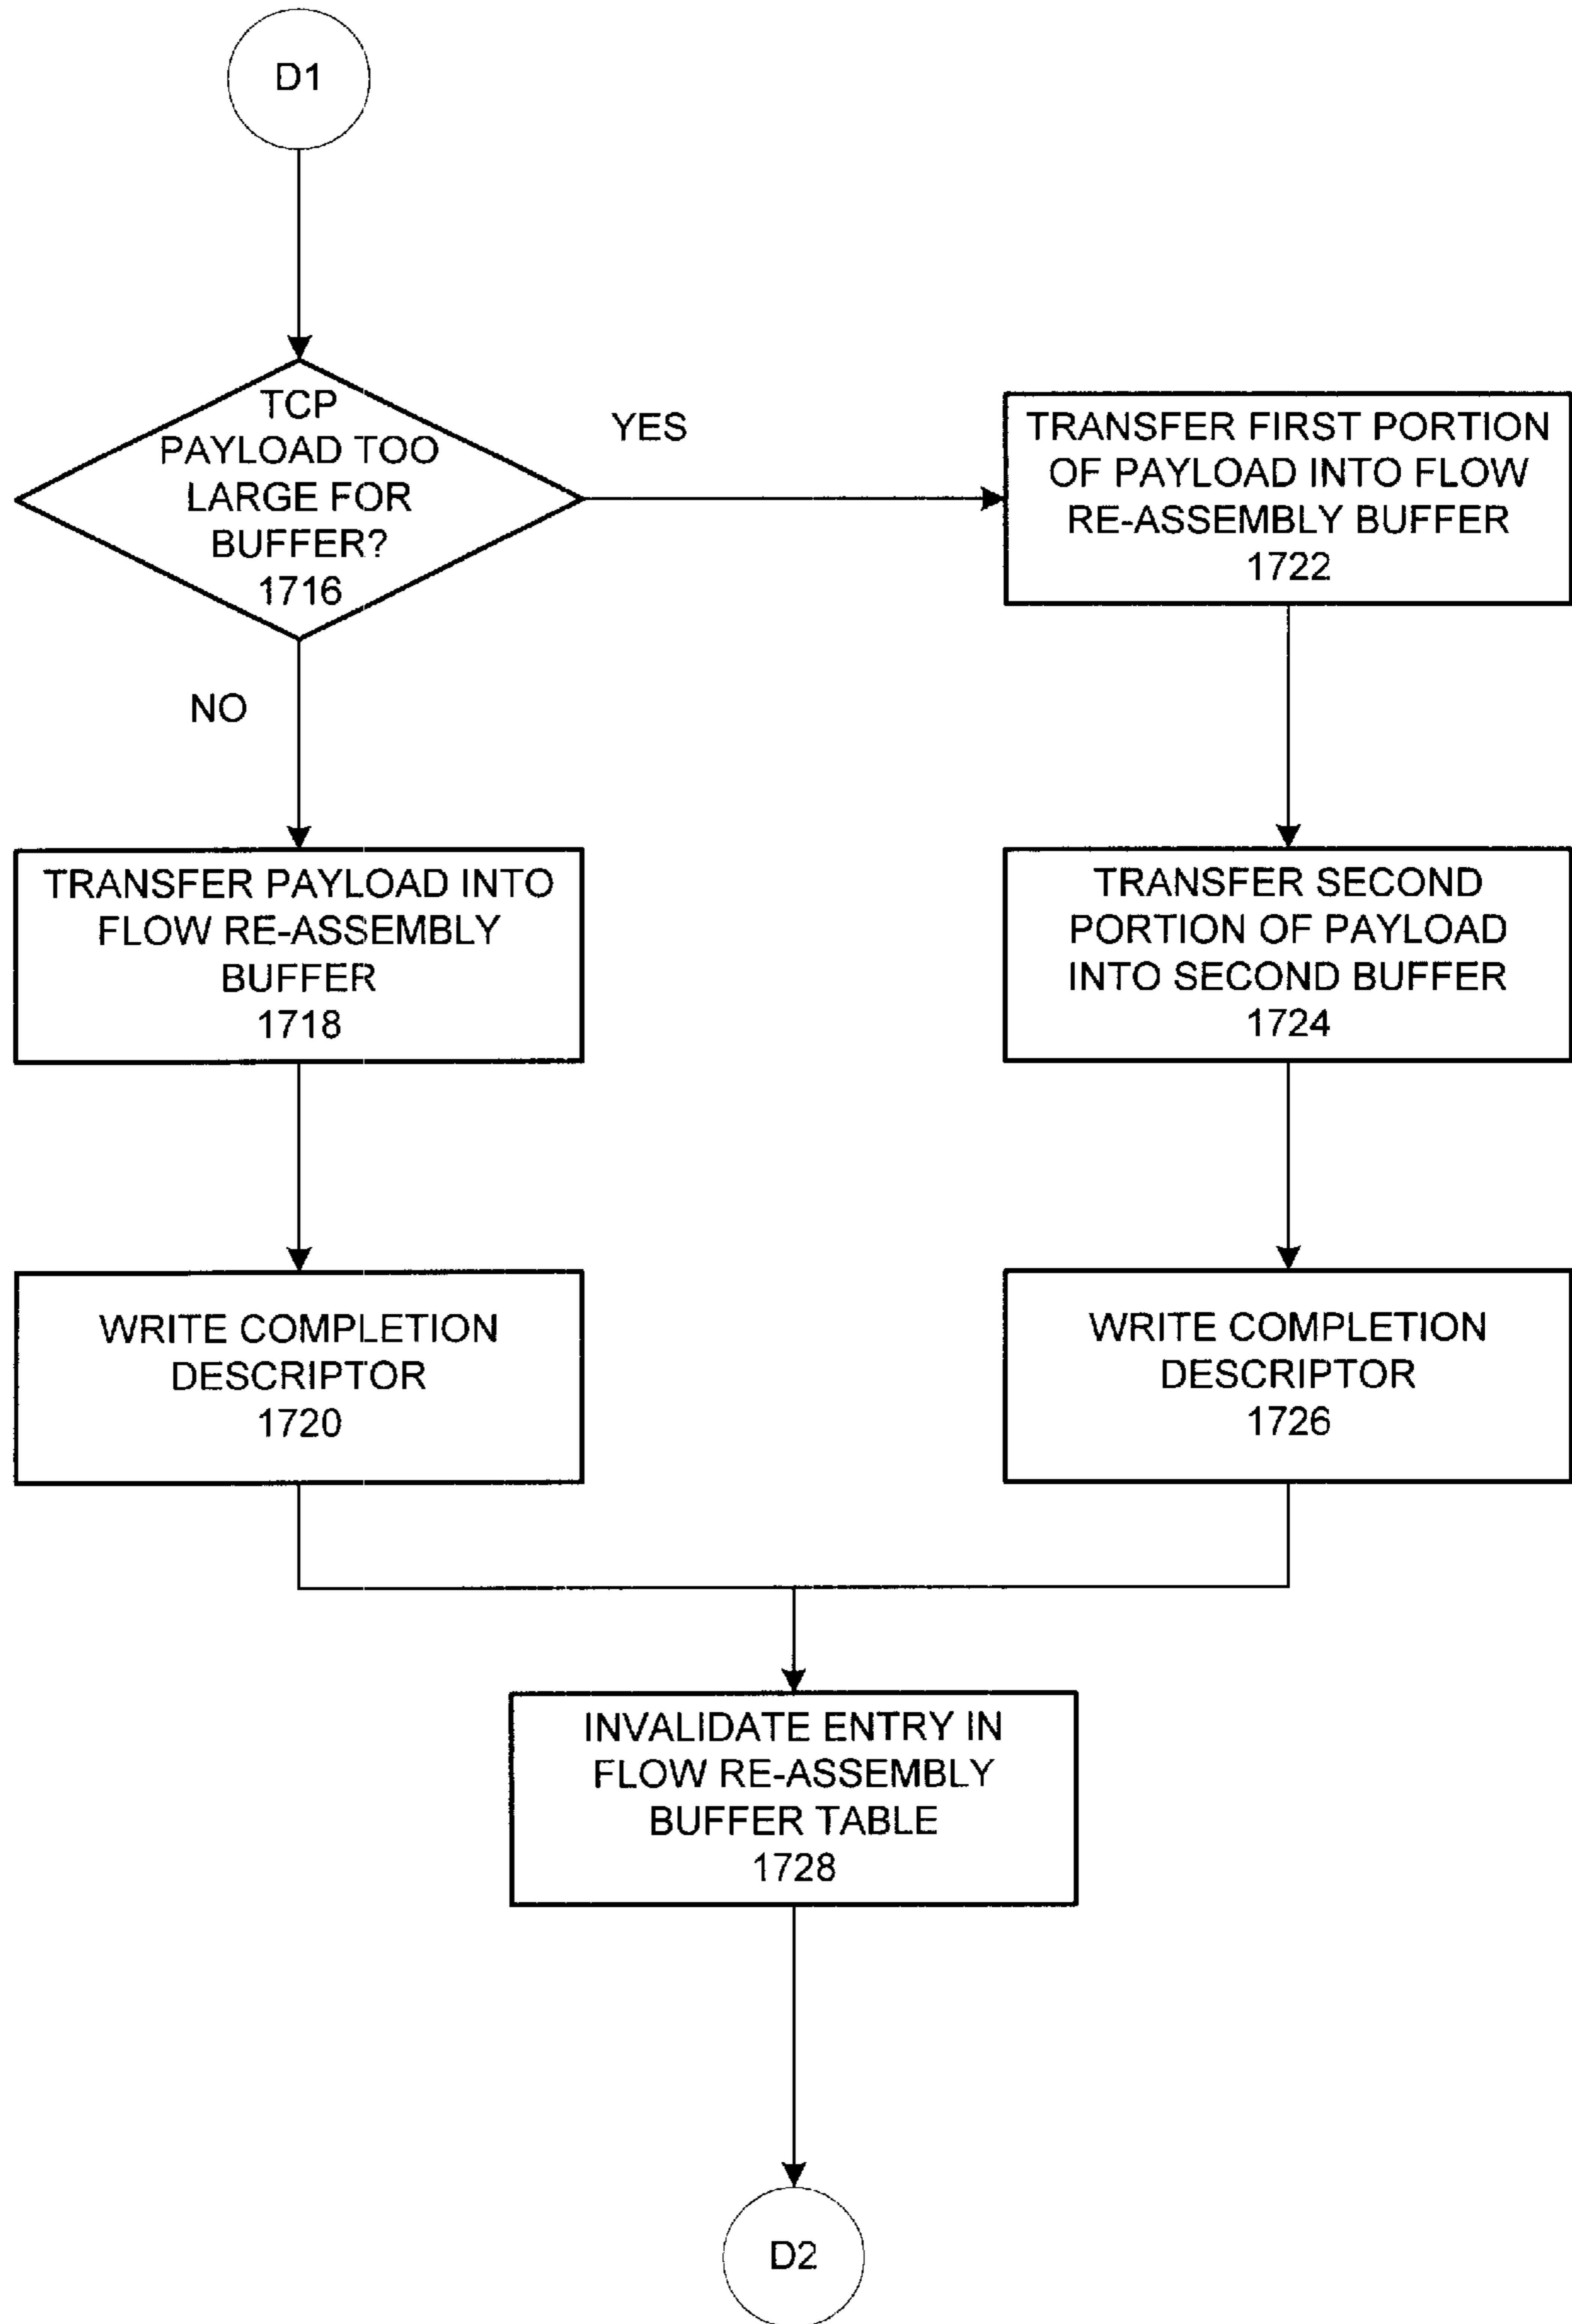 D1
TCP
PAYLOAD TOO
LARGE FOR
BUFFER?
1716
YES
TRANSFER FIRST PORTION
OF PAYLOAD INTO FLOW
RE-ASSEMBLY BUFFER
1722
NO
TRANSFER PAYLOAD INTO
FLOW RE-ASSEMBLY
BUFFER
1718
TRANSFER SECOND
PORTION OF PAYLOAD
INTO SECOND BUFFER
1724
WRITE COMPLETION
DESCRIPTOR
1720
WRITE COMPLETION
DESCRIPTOR
1726
INVALIDATE ENTRY IN
FLOW RE-ASSEMBLY
BUFFER TABLE
1728
D2